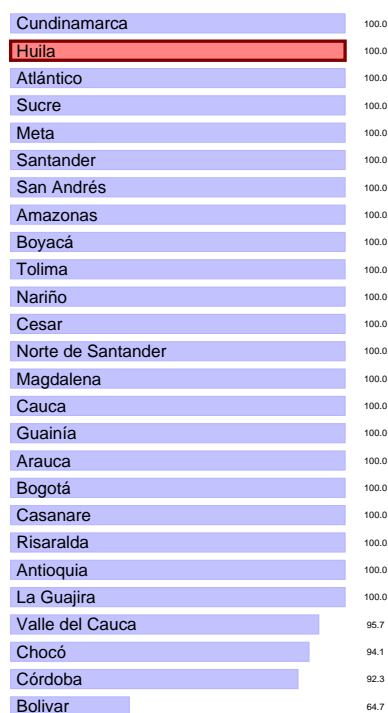 Cundinamarca 100.0
Huila 100.0
Atlántico 100.0
Sucre 100.0
Meta 100.0
Santander 100.0
San Andrés 100.0
Amazonas 100.0
Boyacá 100.0
Tolima 100.0
Nariño 100.0
Cesar 100.0
Norte de Santander 100.0
Magdalena 100.0
Cauca 100.0
Guainía 100.0
Arauca 100.0
Bogotá 100.0
Casanare 100.0
Risaralda 100.0
Antioquia 100.0
La Guajira 100.0
Valle del Cauca 95.7
Chocó 94.1
Córdoba 92.3
Bolivar 64.7